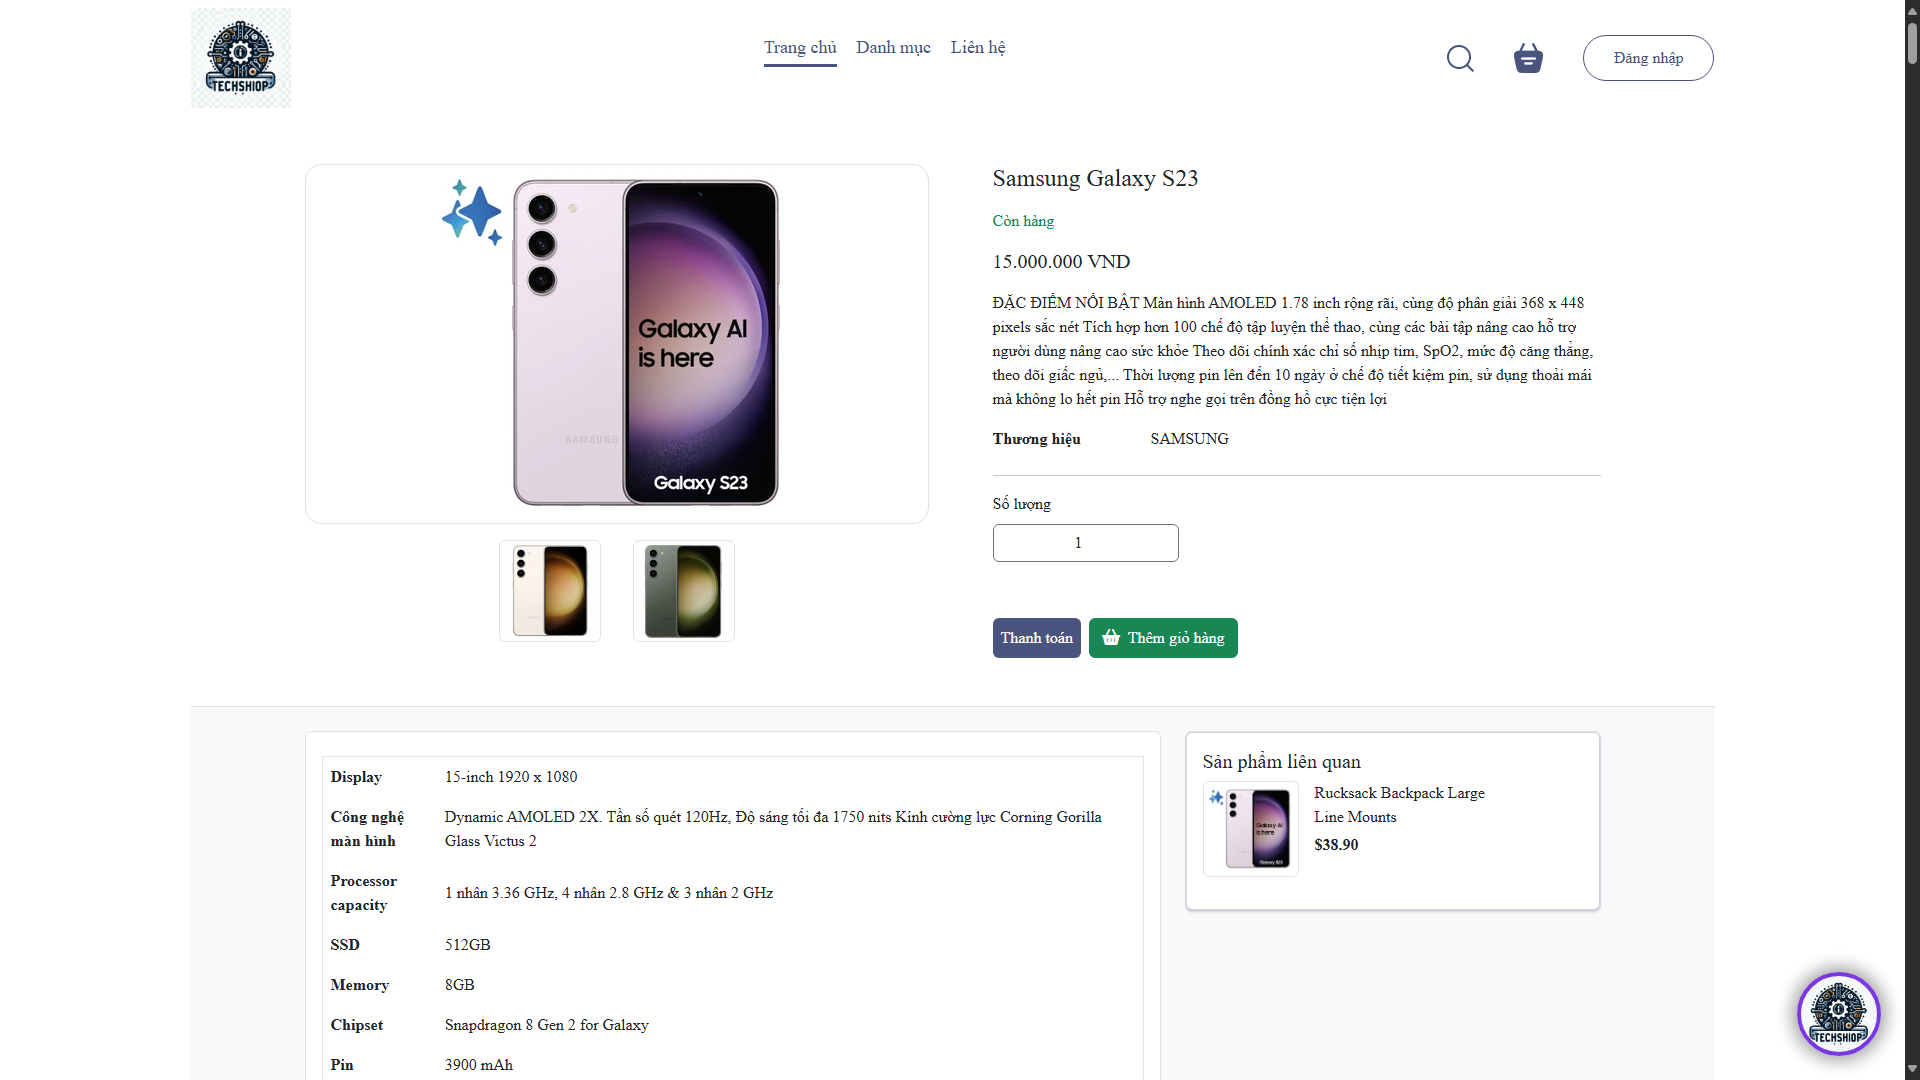 TECHSHIOP
Trang chủ Danh mục Liên hệ
Đăng nhập
Galaxy AI
is here
SAMSUNG
Galaxy S23
Samsung Galaxy S23
Còn hàng
15.000.000 VND
ĐẶC ĐIỂM NỔI BẬT Màn hình AMOLED 1.78 inch rộng rãi, cùng độ phân giải 368 x 448
pixels sắc nét Tích hợp hơn 100 chế độ tập luyện thể thao, cùng các bài tập nâng cao hỗ trợ
người dùng nâng cao sức khỏe Theo dõi chính xác chỉ số nhịp tim, SpO2, mức độ căng thẳng,
theo dõi giấc ngủ,... Thời lượng pin lên đến 10 ngày ở chế độ tiết kiệm pin, sử dụng thoải mái
mà không lo hết pin Hỗ trợ nghe gọi trên đồng hồ cực tiện lợi
Thương hiệu SAMSUNG
Số lượng
1
Thanh toán Thêm giỏ hàng
Display 15-inch 1920 x 1080
Công nghệ màn hình Dynamic AMOLED 2X. Tần số quét 120Hz, Độ sáng tối đa 1750 nits Kính cường lực Corning Gorilla
Glass Victus 2
Processor capacity 1 nhân 3.36 GHz, 4 nhân 2.8 GHz & 3 nhân 2 GHz
SSD 512GB
Memory 8GB
Chipset Snapdragon 8 Gen 2 for Galaxy
Pin 3900 mAh
Sản phẩm liên quan
Galaxy AI
is here
Galaxy S23
Rucksack Backpack Large
Line Mounts
$38.90
TECHSHIOP